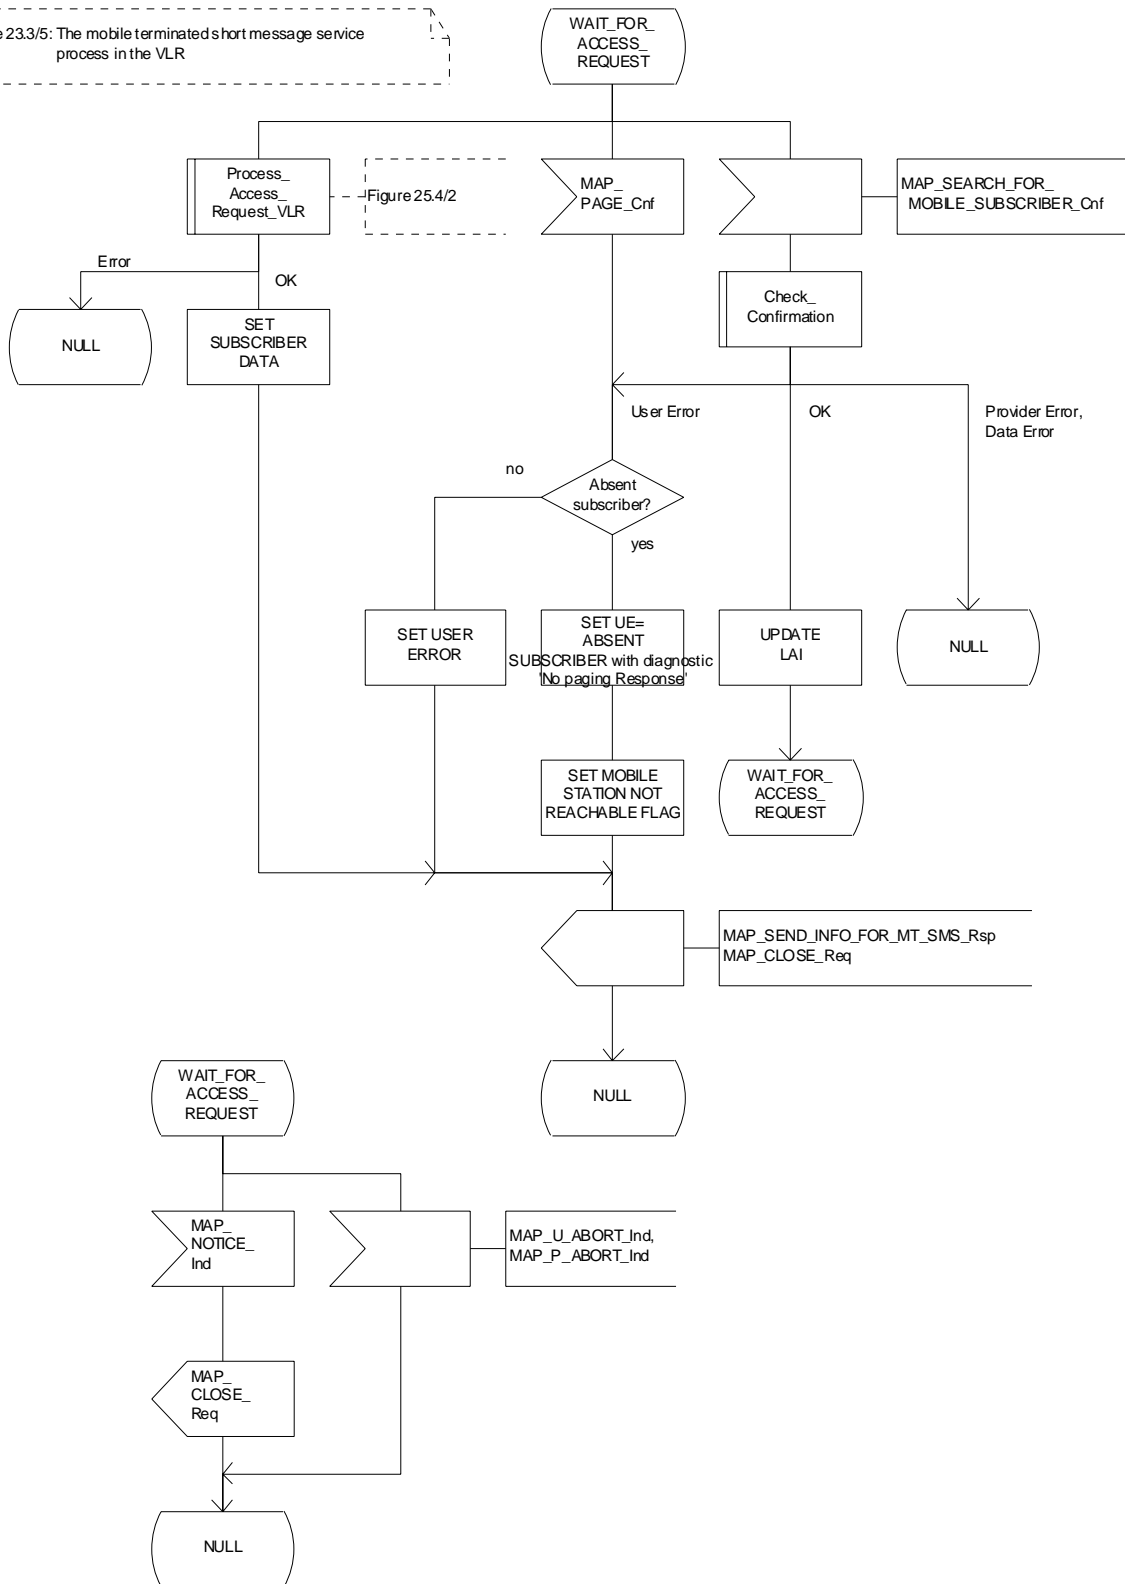 23.3/5: The mobile terminated short message service
process in the VLR
WAIT_FOR_
ACCESS_
REQUEST
Process_
Access_
Request_VLR
Figure 25.4/2
MAP_
PAGE_Cnf
MAP_SEARCH_FOR_
MOBILE_SUBSCRIBER_Cnf
Error
OK
NULL
SET
SUBSCRIBER
DATA
Check_
Confirmation
User Error
OK
Provider Error,
Data Error
no
Absent
subscriber?
yes
SET USER
ERROR
SET UE=
ABSENT
SUBSCRIBER with diagnostic
'No paging Response'
UPDATE
LAI
NULL
SET MOBILE
STATION NOT
REACHABLE FLAG
WAIT_FOR_
ACCESS_
REQUEST
MAP_SEND_INFO_FOR_MT_SMS_Rsp
MAP_CLOSE_Req
NULL
WAIT_FOR_
ACCESS_
REQUEST
MAP_
NOTICE_
Ind
MAP_U_ABORT_Ind,
MAP_P_ABORT_Ind
MAP_
CLOSE_
Req
NULL